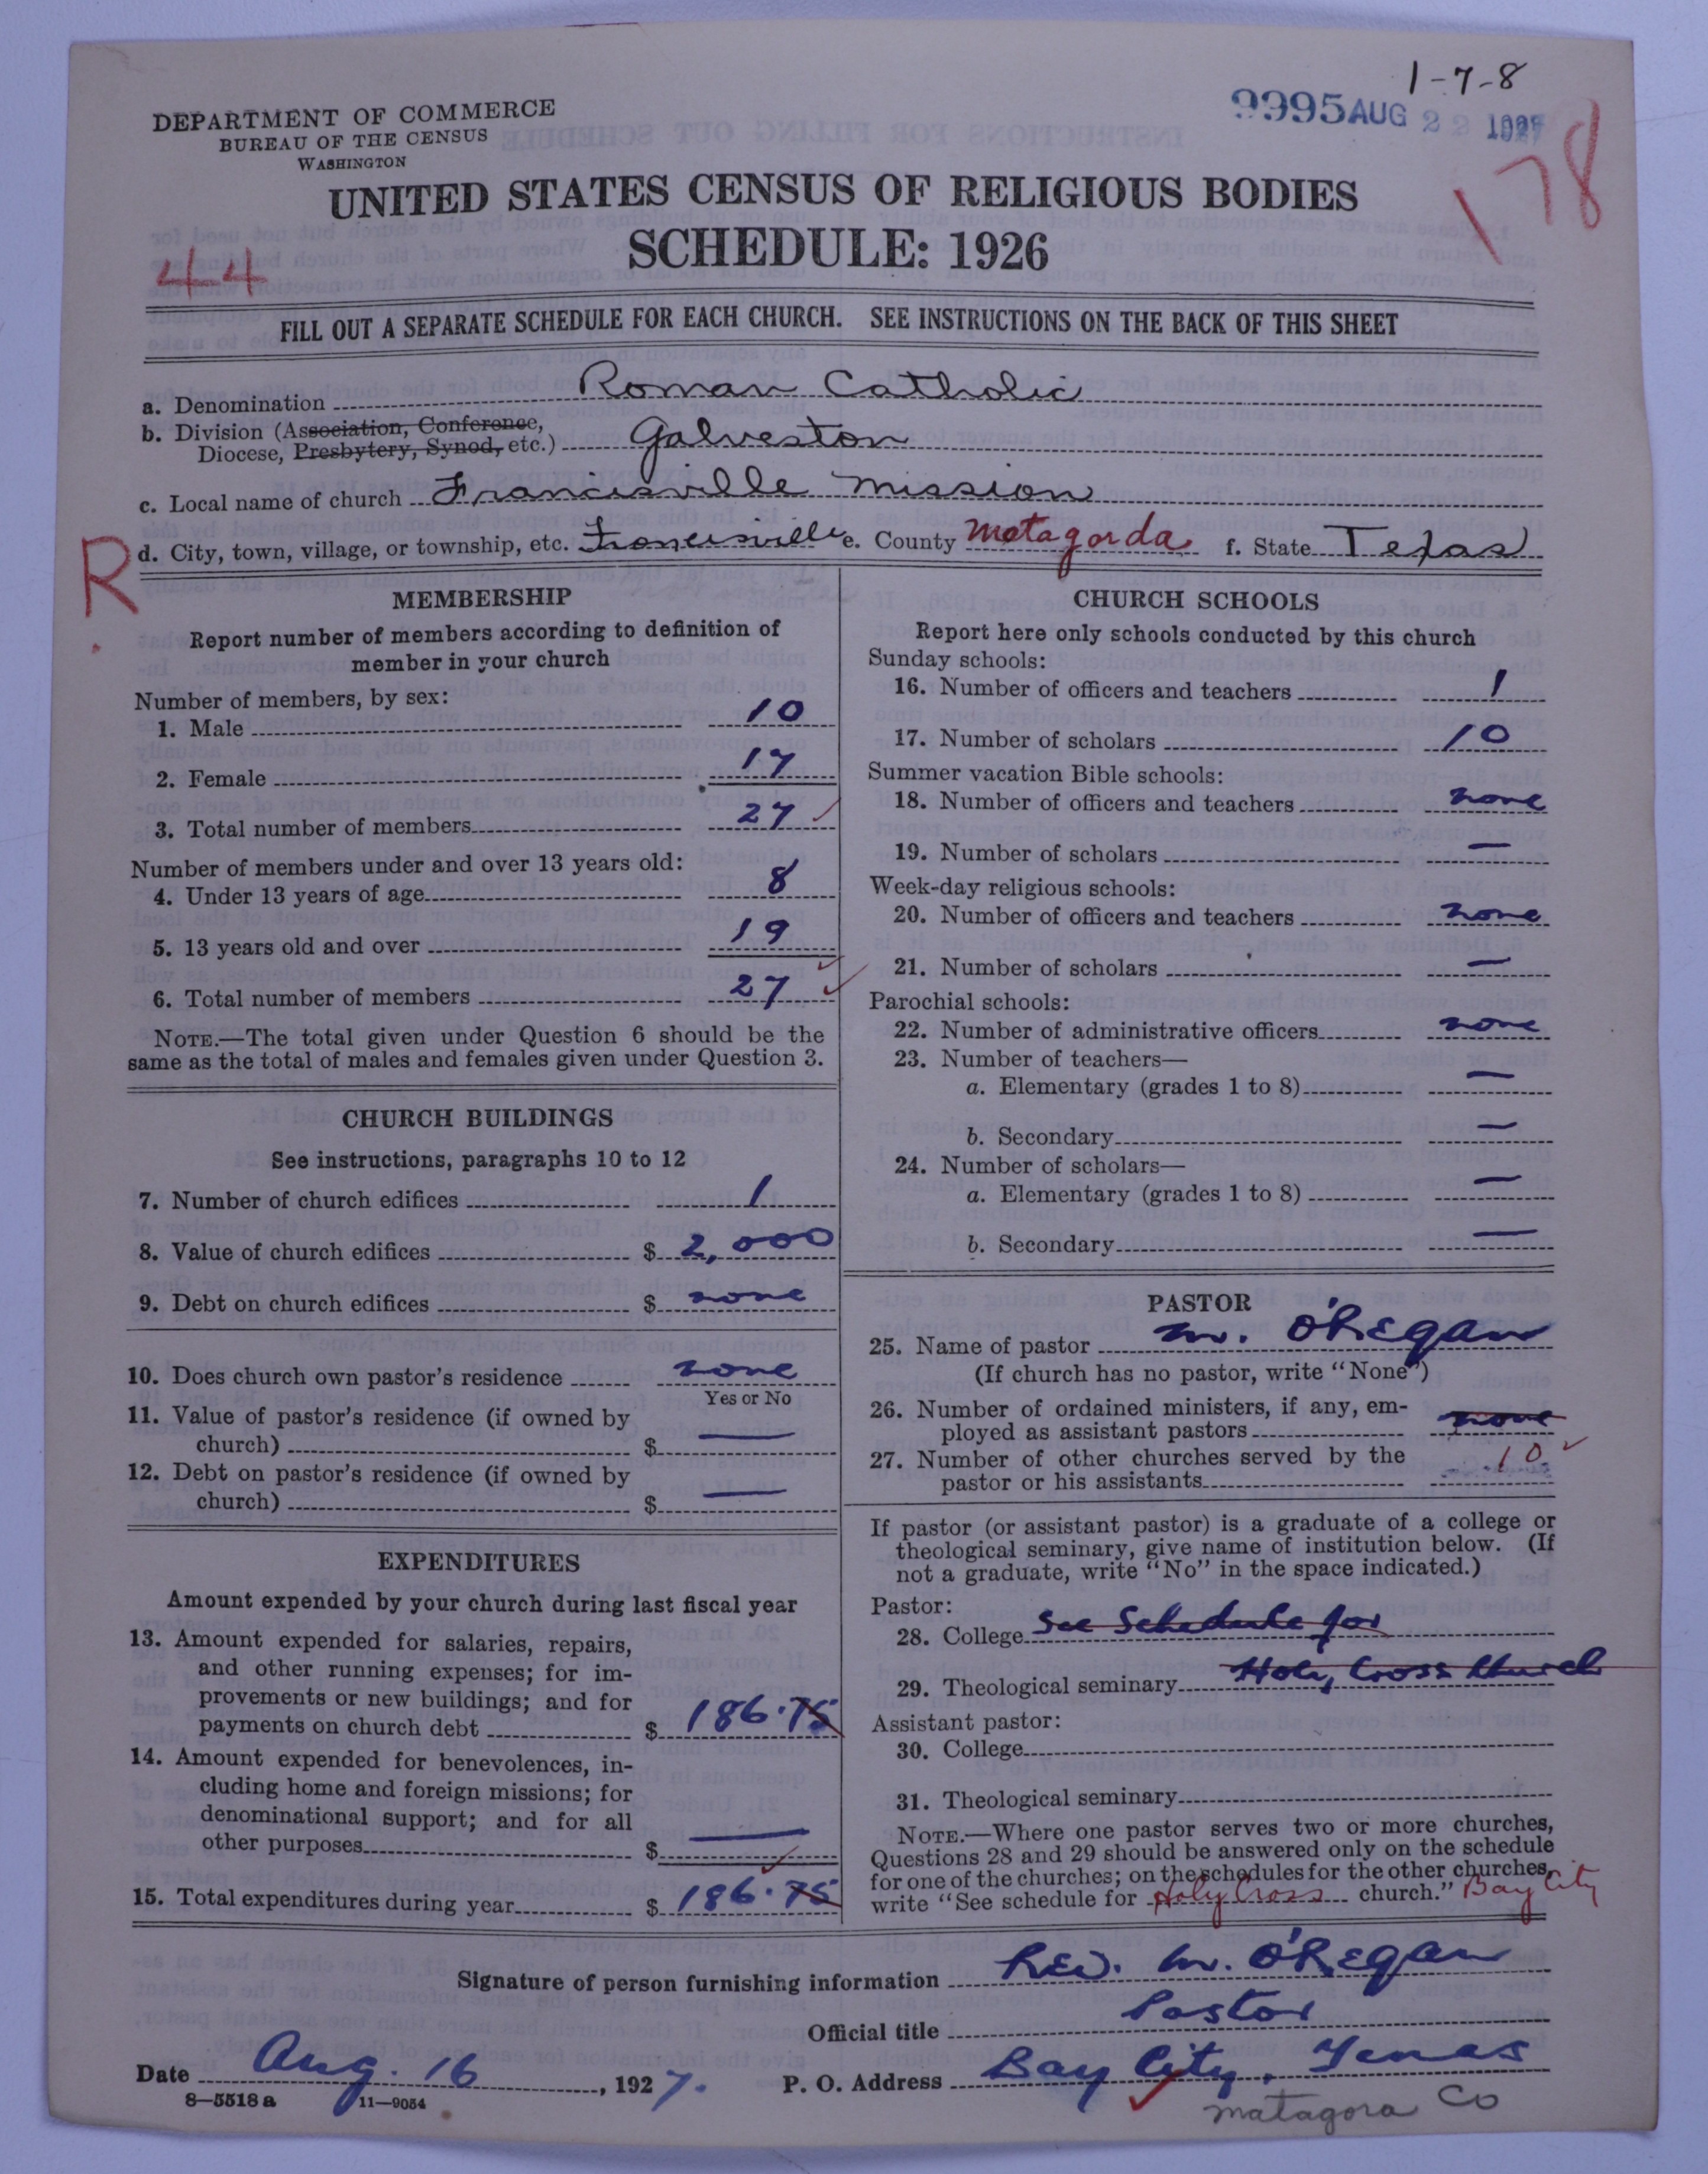 1-7-8
9995 AUG 22 1927
178
DEPARTMENT OF COMMERCE
BUREAU OF THE CENSUS
WASHINGTON
UNITED STATES CENSUS OF RELIGIOUS BODIES
SCHEDULE: 1926
44
FILL OUT A SEPARATE SCHEDULE FOR EACH CHURCH. SEE INSTRUCTIONS ON THE BACK OF THIS SHEET
a. Denomination Roman Catholic
b. Division (Association, Conference,
Diocese, Presbytery, Synod, etc.) Galveston
c. Local name of church Francisville mission
R
d. City, town, village, or township, etc. Francisville e. County Matagorda f. State Texas
MEMBERSHIP
Report number of members according to definition of
member in your church
Number of members, by sex:
1. Male 10
2. Female 17
3. Total number of members 27
Number of members under and over 13 years old:
4. Under 13 years of age 8
5. 13 years old and over 19
6. Total number of members 27
NOTE.—The total given under Question 6 should be the
same as the total of males and females given under Question 3.
CHURCH BUILDINGS
See instructions, paragraphs 10 to 12
7. Number of church edifices 1
8. Value of church edifices $ 2,000
9. Debt on church edifices $ none
10. Does church own pastor's residence none
Yes or No
11. Value of pastor's residence (if owned by
church) $ —
12. Debt on pastor's residence (if owned by
church) $ —
EXPENDITURES
Amount expended by your church during last fiscal year
13. Amount expended for salaries, repairs,
and other running expenses; for im-
provements or new buildings; and for
payments on church debt $ 186.75
14. Amount expended for benevolences, in-
cluding home and foreign missions; for
denominational support; and for all
other purposes $ —
15. Total expenditures during year $ 186.75
CHURCH SCHOOLS
Report here only schools conducted by this church
Sunday schools:
16. Number of officers and teachers 1
17. Number of scholars 10
Summer vacation Bible schools:
18. Number of officers and teachers none
19. Number of scholars —
Week-day religious schools:
20. Number of officers and teachers none
21. Number of scholars —
Parochial schools:
22. Number of administrative officers none
23. Number of teachers—
a. Elementary (grades 1 to 8) —
b. Secondary —
24. Number of scholars—
a. Elementary (grades 1 to 8) —
b. Secondary —
PASTOR
25. Name of pastor M. O'Regan
(If church has no pastor, write "None")
26. Number of ordained ministers, if any, em-
ployed as assistant pastors none
27. Number of other churches served by the
pastor or his assistants 10
If pastor (or assistant pastor) is a graduate of a college or
theological seminary, give name of institution below. (If
not a graduate, write "No" in the space indicated.)
Pastor:
28. College See Schedule for
29. Theological seminary Holy Cross Church
Assistant pastor:
30. College
31. Theological seminary
NOTE.—Where one pastor serves two or more churches,
Questions 28 and 29 should be answered only on the schedule
for one of the churches; on the schedules for the other churches,
write "See schedule for Holy Cross church." Bay City
Signature of person furnishing information Rev. M. O'Regan
Official title Pastor
Date Aug. 16, 1927. P. O. Address Bay City, Texas
8—5518 a 11—9054
matagora Co